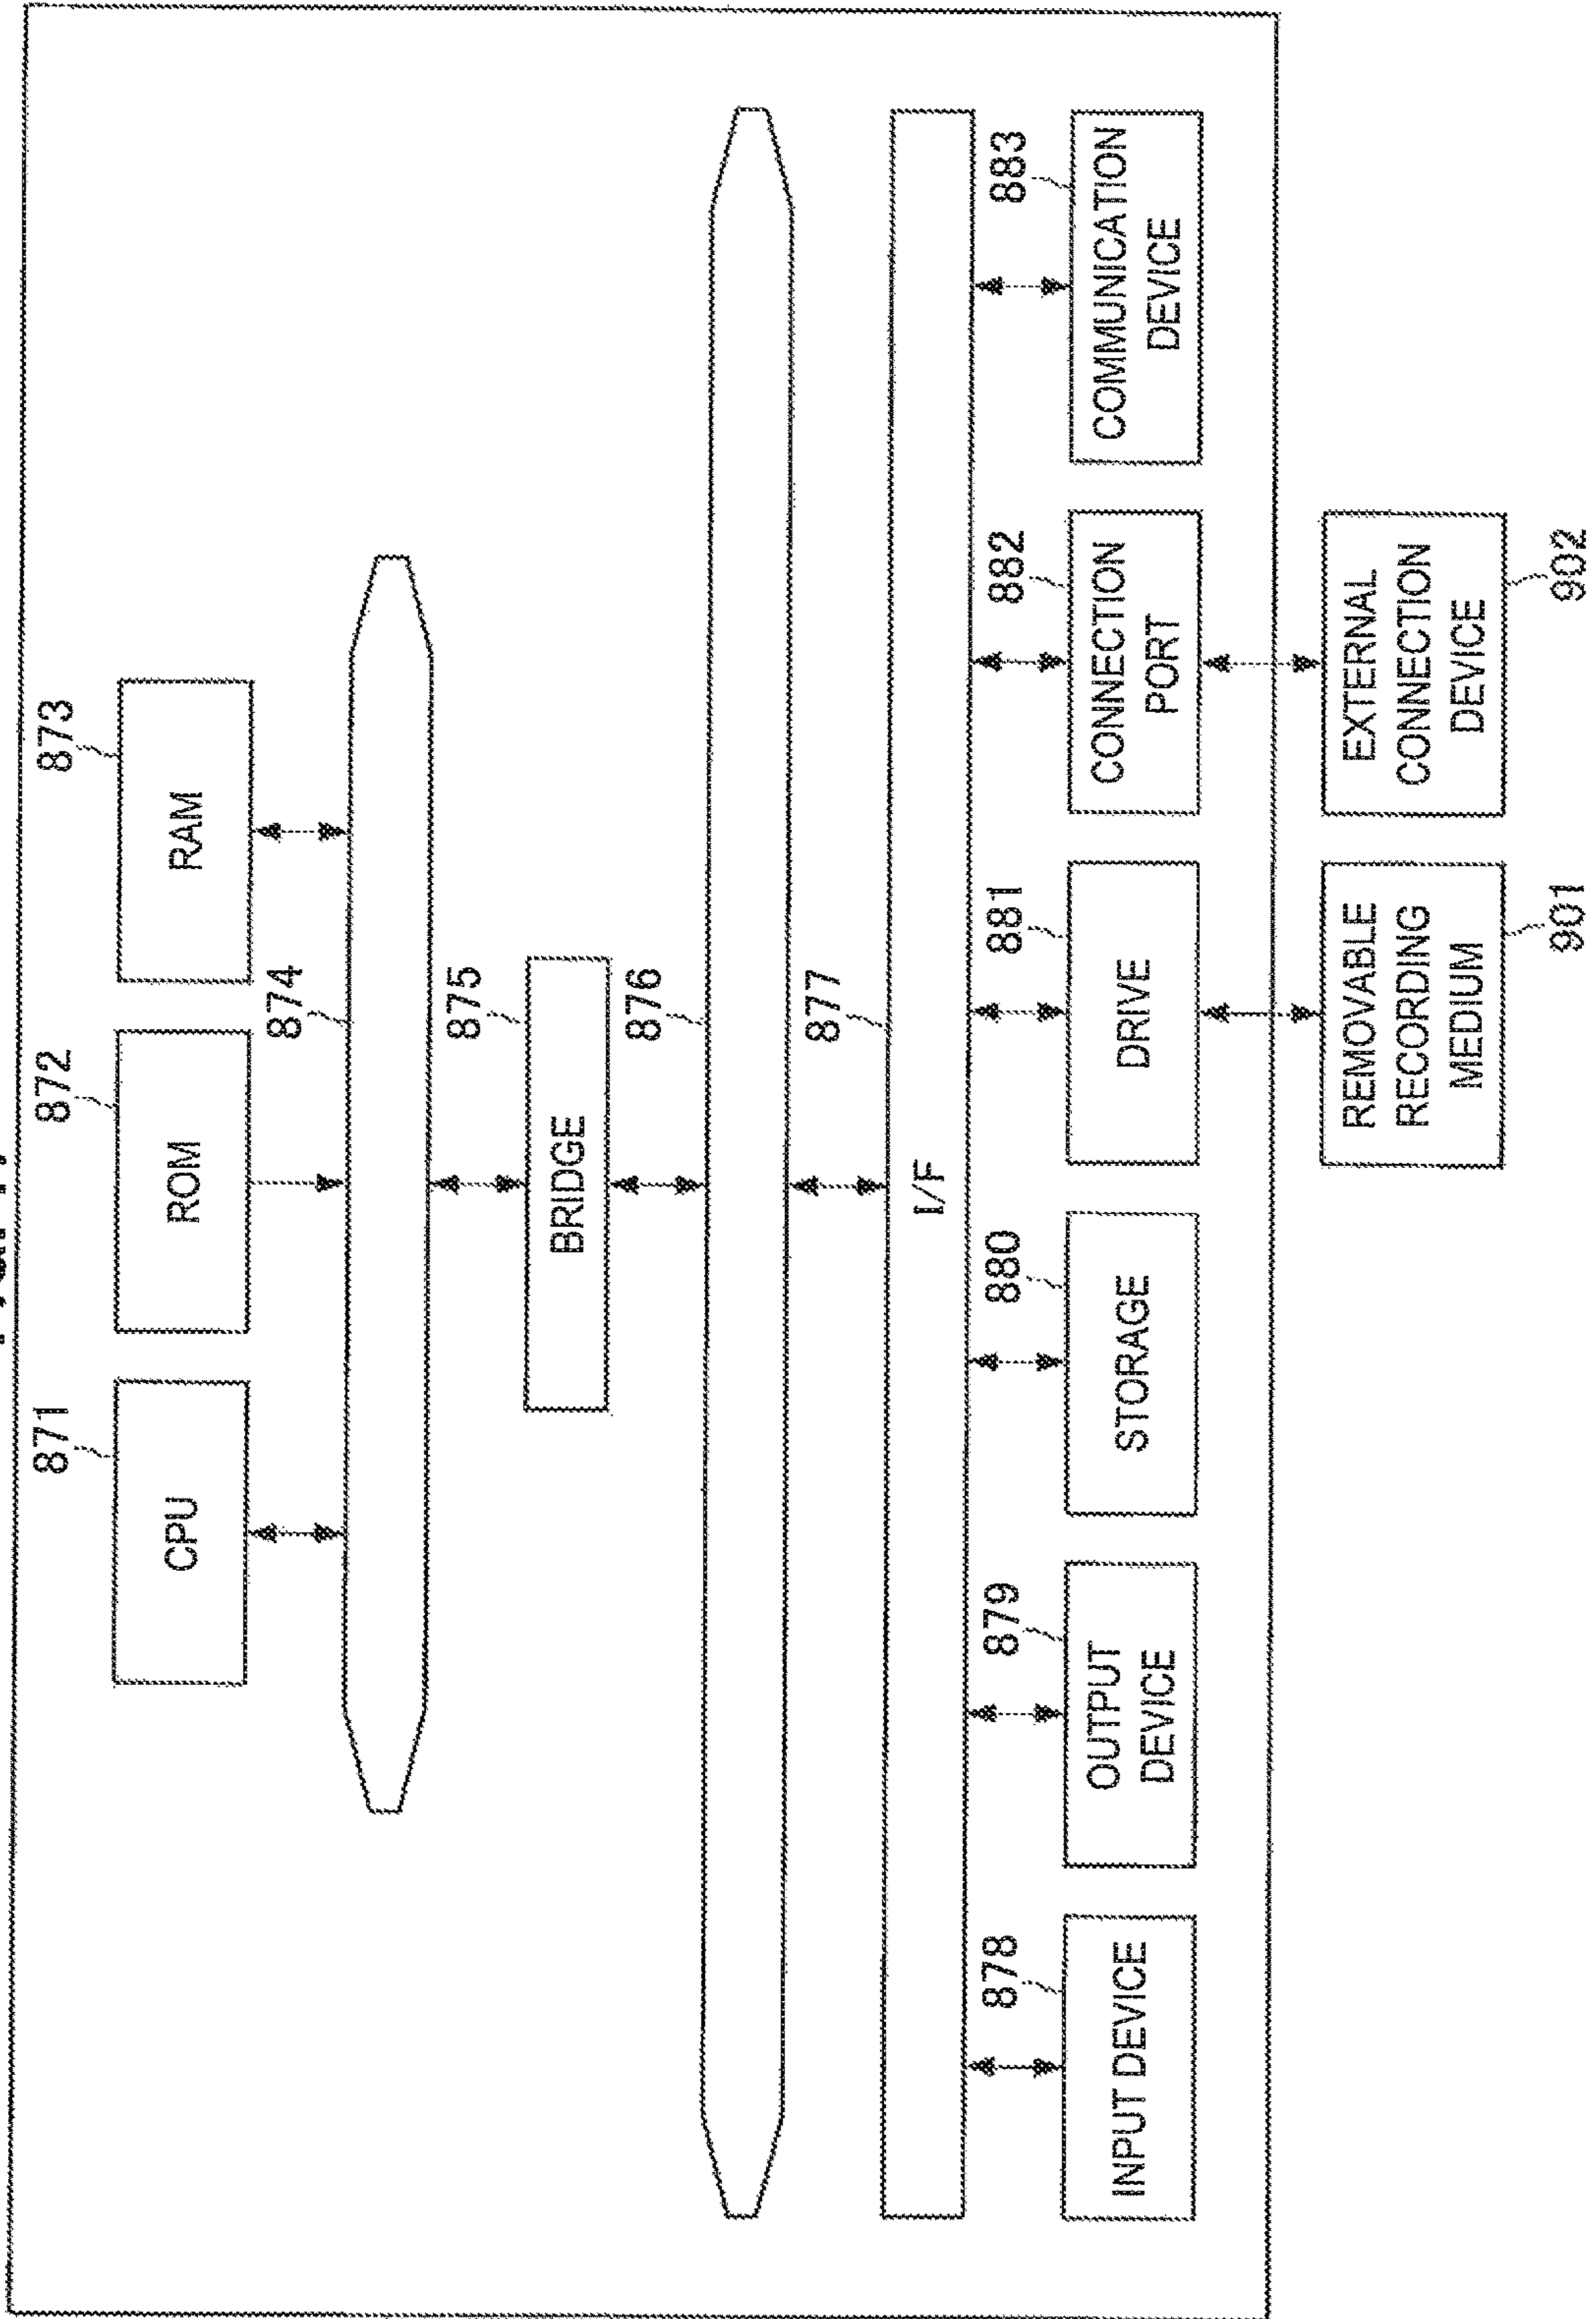 871
872
873
CPU
ROM
RAM
874
875
BRIDGE
876
877
I/F
878
879
880
881
882
883
INPUT DEVICE
OUTPUT
DEVICE
STORAGE
DRIVE
CONNECTION
PORT
COMMUNICATION
DEVICE
REMOVABLE
RECORDING
MEDIUM
EXTERNAL
CONNECTION
DEVICE
901
902